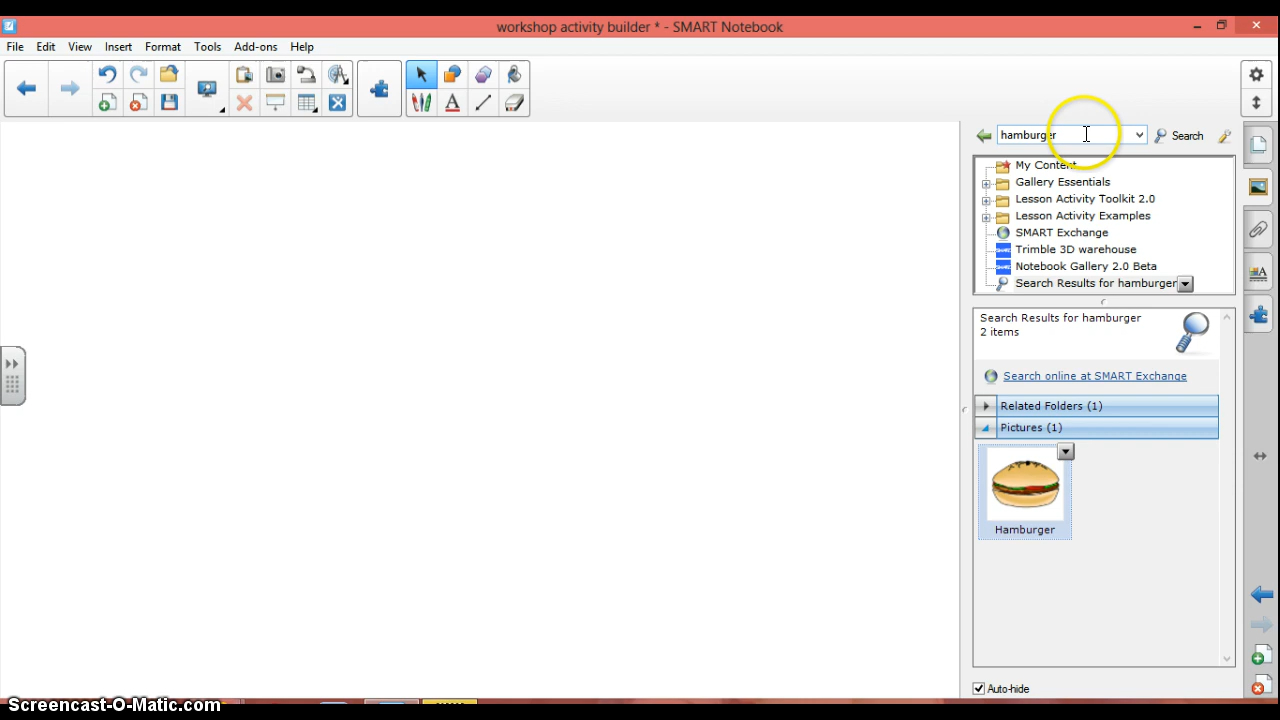 workshop activity builder * - SMART Notebook
File Edit View Insert Format Tools Add-ons Help
hamburger Search
My Content
Gallery Essentials
Lesson Activity Toolkit 2.0
Lesson Activity Examples
SMART Exchange
Trimble 3D warehouse
Notebook Gallery 2.0 Beta
Search Results for hamburger
Search Results for hamburger
2 items
Search online at SMART Exchange
Related Folders (1)
Pictures (1)
Hamburger
Auto-hide
Screencast-O-Matic.com